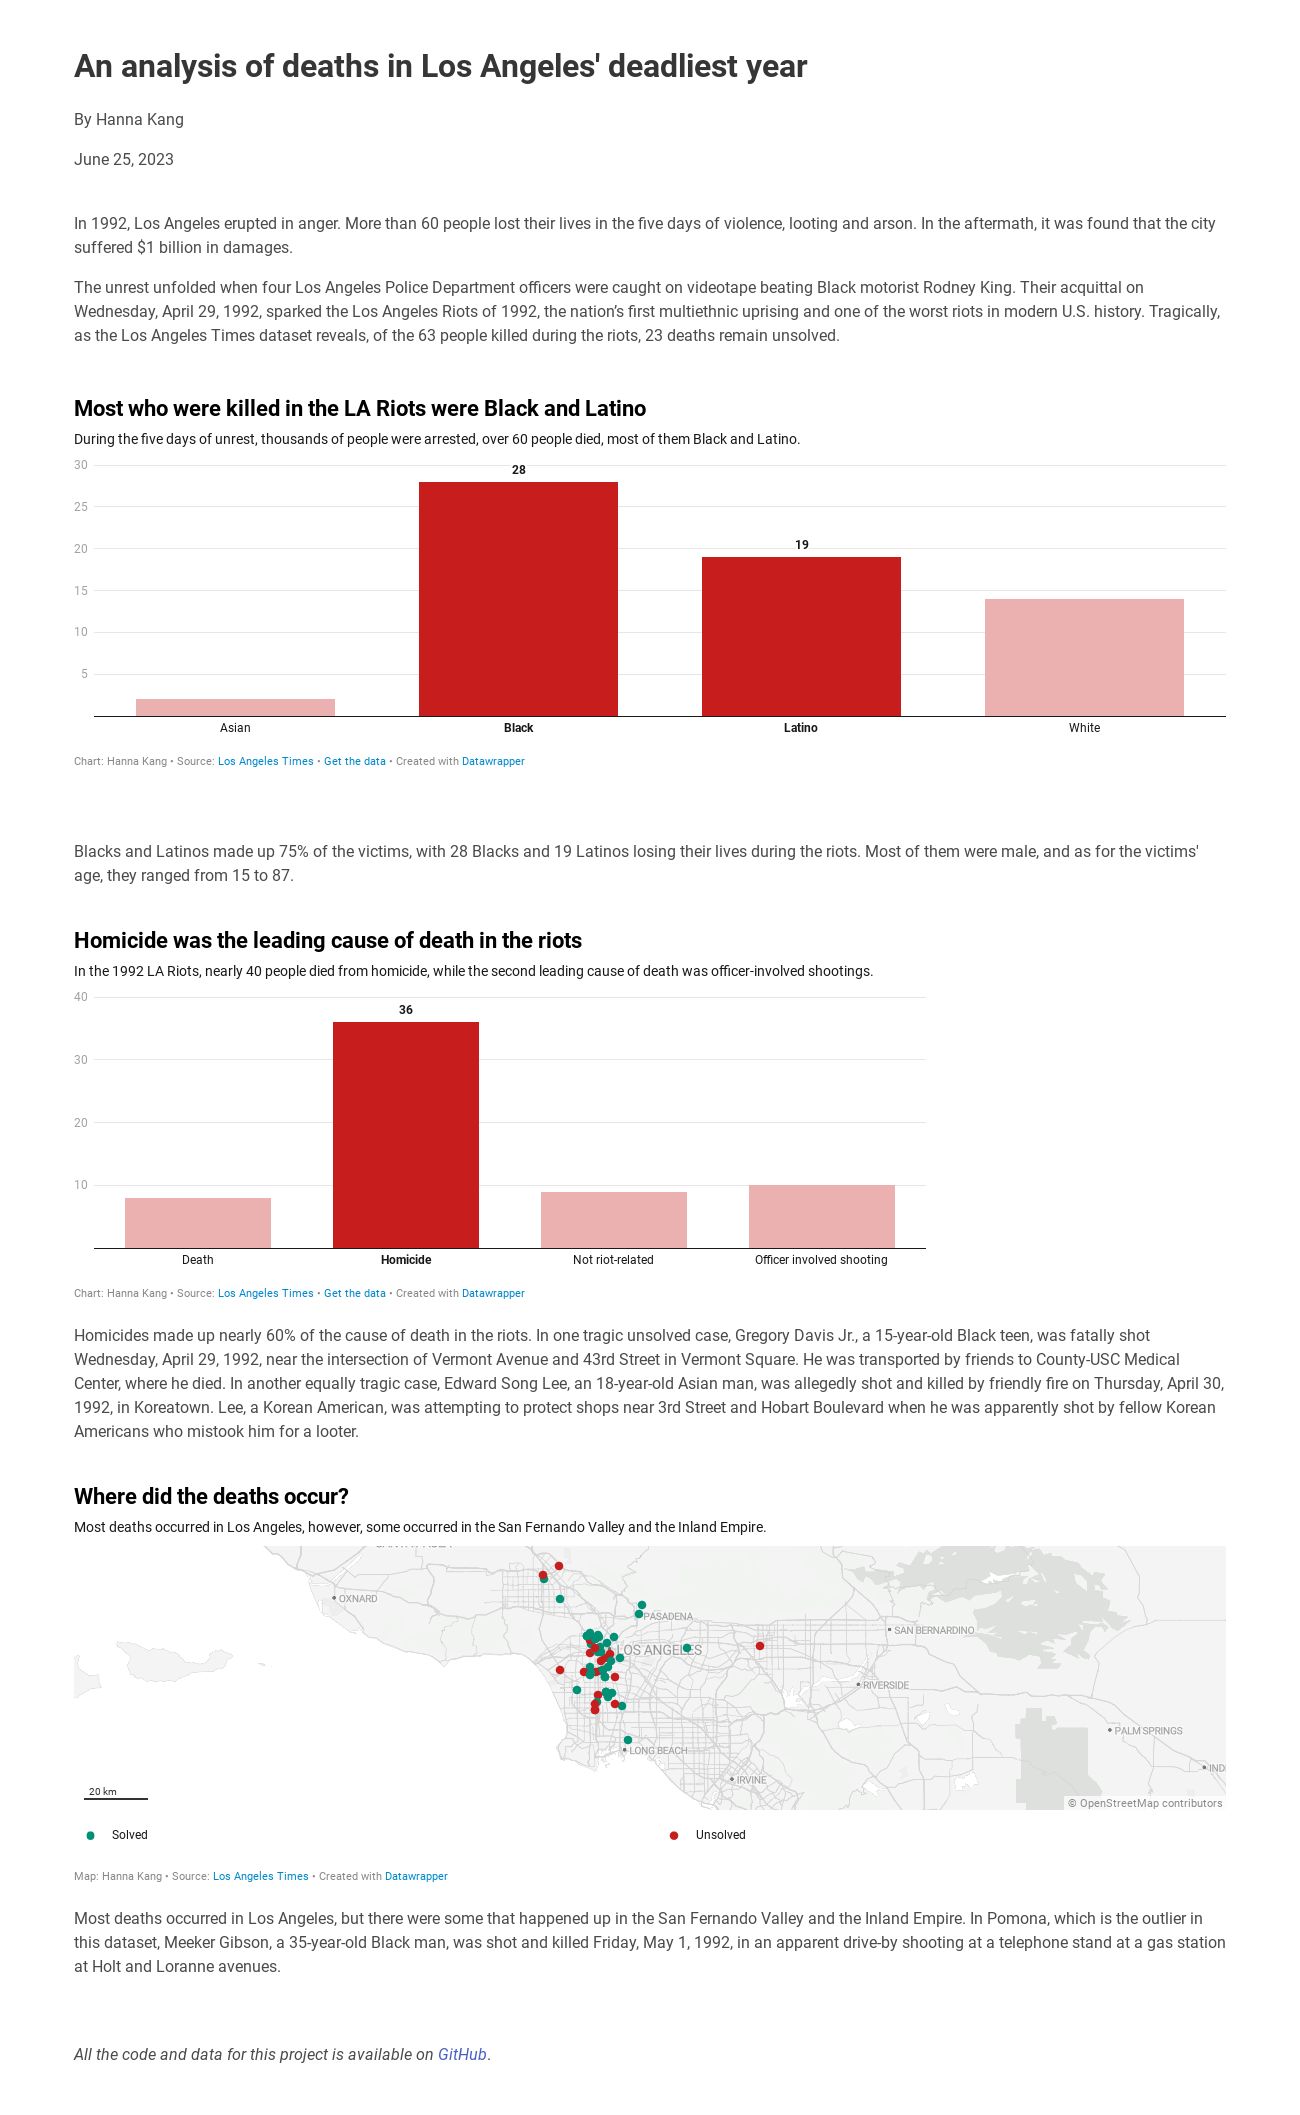 An analysis of deaths in Los Angeles' deadliest year
By Hanna Kang
June 25, 2023
In 1992, Los Angeles erupted in anger. More than 60 people lost their lives in the five days of violence, looting and arson. In the aftermath, it was found that the city
suffered $1 billion in damages.
The unrest unfolded when four Los Angeles Police Department officers were caught on videotape beating Black motorist Rodney King. Their acquittal on
Wednesday, April 29, 1992, sparked the Los Angeles Riots of 1992, the nation’s first multiethnic uprising and one of the worst riots in modern U.S. history. Tragically,
as the Los Angeles Times dataset reveals, of the 63 people killed during the riots, 23 deaths remain unsolved.
Most who were killed in the LA Riots were Black and Latino
During the five days of unrest, thousands of people were arrested, over 60 people died, most of them Black and Latino.
30
28
25
20
19
15
10
5
Asian Black Latino White
Chart: Hanna Kang • Source: Los Angeles Times • Get the data • Created with Datawrapper
Blacks and Latinos made up 75% of the victims, with 28 Blacks and 19 Latinos losing their lives during the riots. Most of them were male, and as for the victims'
age, they ranged from 15 to 87.
Homicide was the leading cause of death in the riots
In the 1992 LA Riots, nearly 40 people died from homicide, while the second leading cause of death was officer-involved shootings.
40
36
30
20
10
Death Homicide Not riot-related Officer involved shooting
Chart: Hanna Kang • Source: Los Angeles Times • Get the data • Created with Datawrapper
Homicides made up nearly 60% of the cause of death in the riots. In one tragic unsolved case, Gregory Davis Jr., a 15-year-old Black teen, was fatally shot
Wednesday, April 29, 1992, near the intersection of Vermont Avenue and 43rd Street in Vermont Square. He was transported by friends to County-USC Medical
Center, where he died. In another equally tragic case, Edward Song Lee, an 18-year-old Asian man, was allegedly shot and killed by friendly fire on Thursday, April 30,
1992, in Koreatown. Lee, a Korean American, was attempting to protect shops near 3rd Street and Hobart Boulevard when he was apparently shot by fellow Korean
Americans who mistook him for a looter.
Where did the deaths occur?
Most deaths occurred in Los Angeles, however, some occurred in the San Fernando Valley and the Inland Empire.
OXNARD
PASADENA
SAN BERNARDINO
LOS ANGELES
RIVERSIDE
PALM SPRINGS
LONG BEACH
IND
IRVINE
20 km
© OpenStreetMap contributors
Solved Unsolved
Map: Hanna Kang • Source: Los Angeles Times • Created with Datawrapper
Most deaths occurred in Los Angeles, but there were some that happened up in the San Fernando Valley and the Inland Empire. In Pomona, which is the outlier in
this dataset, Meeker Gibson, a 35-year-old Black man, was shot and killed Friday, May 1, 1992, in an apparent drive-by shooting at a telephone stand at a gas station
at Holt and Loranne avenues.
All the code and data for this project is available on GitHub.